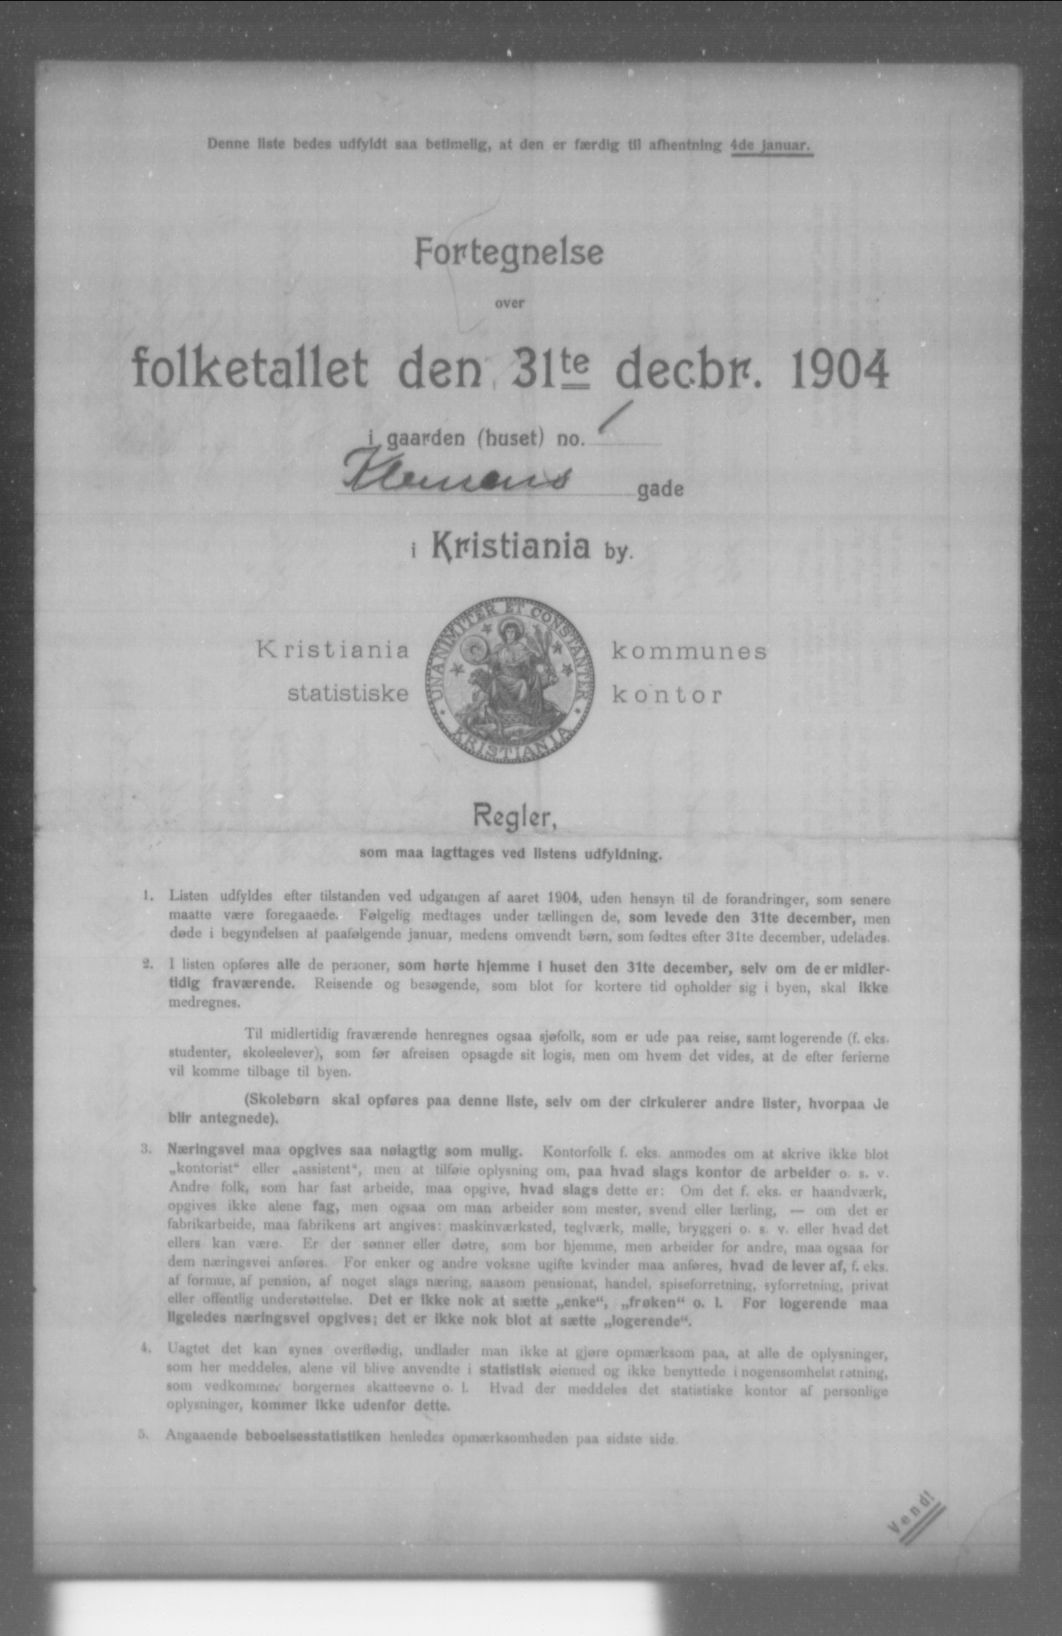 Denne liste bedes udfyldt saa betimelig, at den er færdig til afhentning 4de januar.
Fortegnelse
over
folketallet den 31te decbr. 1904
i gaarden (huset) no. 1
Klemens gade
i Kristiania by.
Kristiania kommunes
statistiske kontor
UNANIMITER ET CONSTANTER
KRISTIANIA
Regler,
som maa iagttages ved listens udfyldning.
1. Listen udfyldes efter tilstanden ved udgangen af aaret 1904, uden hensyn til de forandringer, som senere
maatte være foregaaede. Følgelig medtages under tællingen de, som levede den 31te december, men
døde i begyndelsen af paafølgende januar, medens omvendt børn, som fødtes efter 31te december, udelades.
2. I listen opføres alle de personer, som hørte hjemme i huset den 31te december, selv om de er midler-
tidig fraværende. Reisende og besøgende, som blot for kortere tid opholder sig i byen, skal ikke
medregnes.
Til midlertidig fraværende henregnes ogsaa sjøfolk, som er ude paa reise, samt logerende (f. eks.
studenter, skoleelever), som før afreisen opsagde sit logis, men om hvem det vides, at de efter ferierne
vil komme tilbage til byen.
(Skolebørn skal opføres paa denne liste, selv om der cirkulerer andre lister, hvorpaa de
blir antegnede).
3. Næringsvei maa opgives saa nøiagtig som mulig. Kontorfolk f. eks. anmodes om at skrive ikke blot
„kontorist“ eller „assistent“, men at tilføie oplysning om, paa hvad slags kontor de arbeider o. s. v.
Andre folk, som har fast arbeide, maa opgive, hvad slags dette er: Om det f. eks. er haandværk,
opgives ikke alene fag, men ogsaa om man arbeider som mester, svend eller lærling, — om det er
fabrikarbeide, maa fabrikens art angives: maskinværksted, teglværk, mølle, bryggeri o. s. v. eller hvad det
ellers kan være. Er der sønner eller døtre, som bor hjemme, men arbeider for andre, maa ogsaa for
dem næringsvei anføres. For enker og andre voksne ugifte kvinder maa anføres, hvad de lever af, f. eks.
af formue, af pension, af noget slags næring, saasom pensionat, handel, spiseforretning, syforretning, privat
eller offentlig understøttelse. Det er ikke nok at sætte „enke“, „frøken“ o. l. For logerende maa
ligeledes næringsvei opgives; det er ikke nok blot at sætte „logerende“.
4. Uagtet det kan synes overflødig, undlader man ikke at gjøre opmærksom paa, at alle de oplysninger,
som her meddeles, alene vil blive anvendte i statistisk øiemed og ikke benyttede i nogensomhelst retning,
som vedkommer borgernes skatteevne o. l. Hvad der meddeles det statistiske kontor af personlige
oplysninger, kommer ikke udenfor dette.
5. Angaaende beboelsesstatistiken henledes opmærksomheden paa sidste side.
Vend!